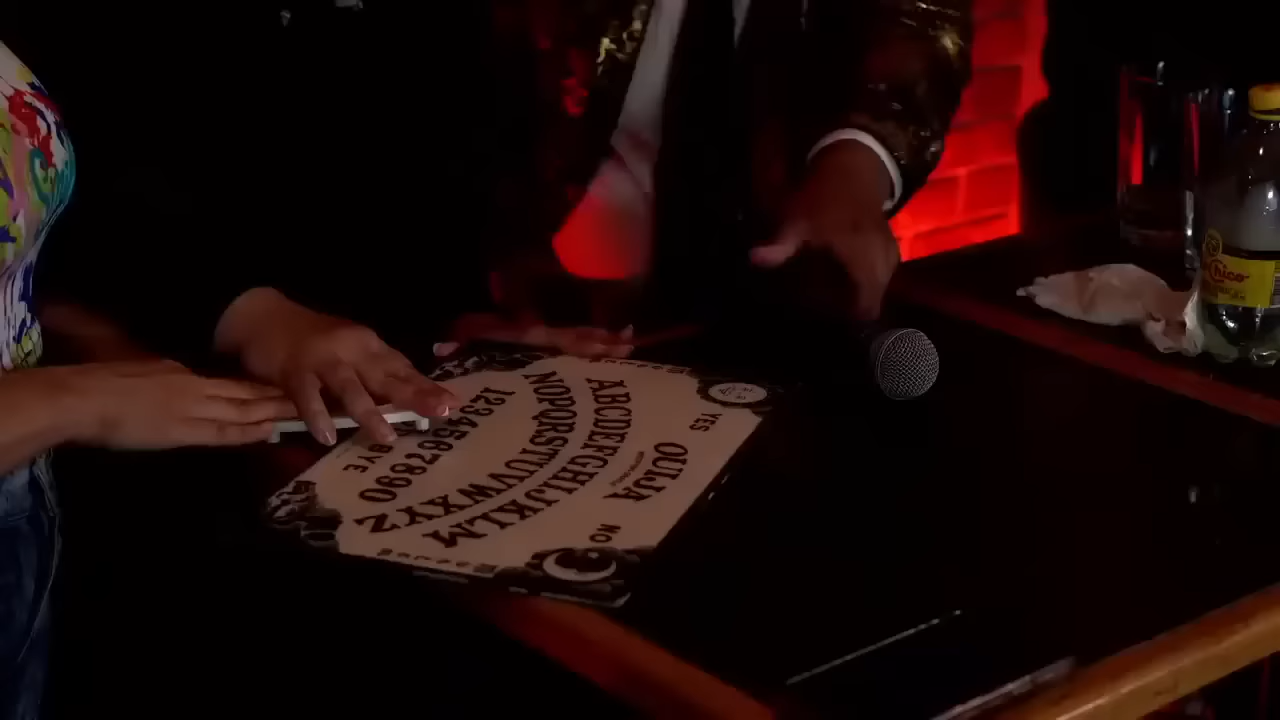 YES
OUIJA
NO
ABCDEFGHIJKLM
NOPQRSTUVWXYZ
1234567890
BYE
Chico